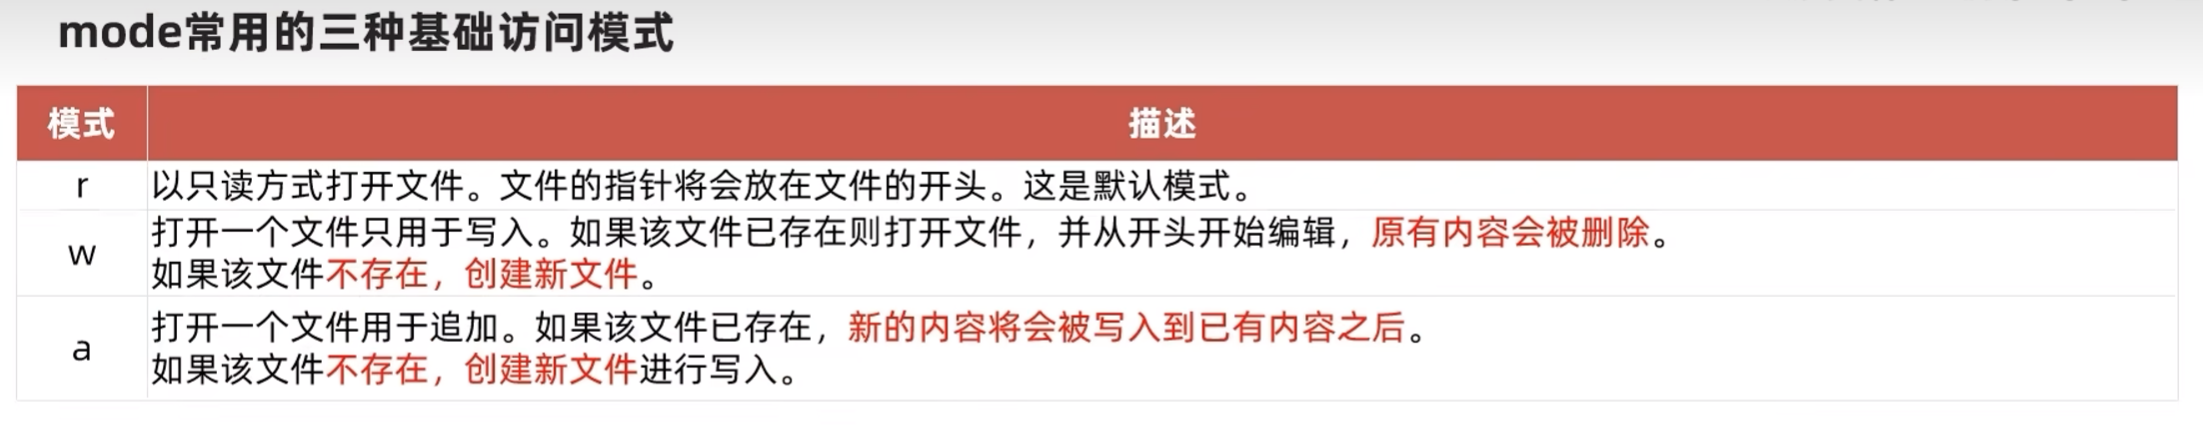 mode常用的三种基础访问模式
模式
描述
r
以只读方式打开文件。文件的指针将会放在文件的开头。这是默认模式。
w
打开一个文件只用于写入。如果该文件已存在则打开文件，并从开头开始编辑，原有内容会被删除。
如果该文件不存在，创建新文件。
a
打开一个文件用于追加。如果该文件已存在，新的内容将会被写入到已有内容之后。
如果该文件不存在，创建新文件进行写入。